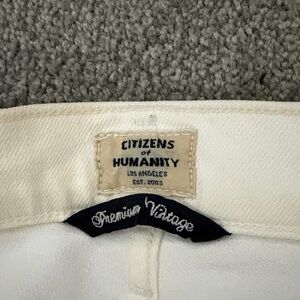 CITIZENS
of
HUMANITY
LOS ANGELES
EST. 2003
Premium Vintage